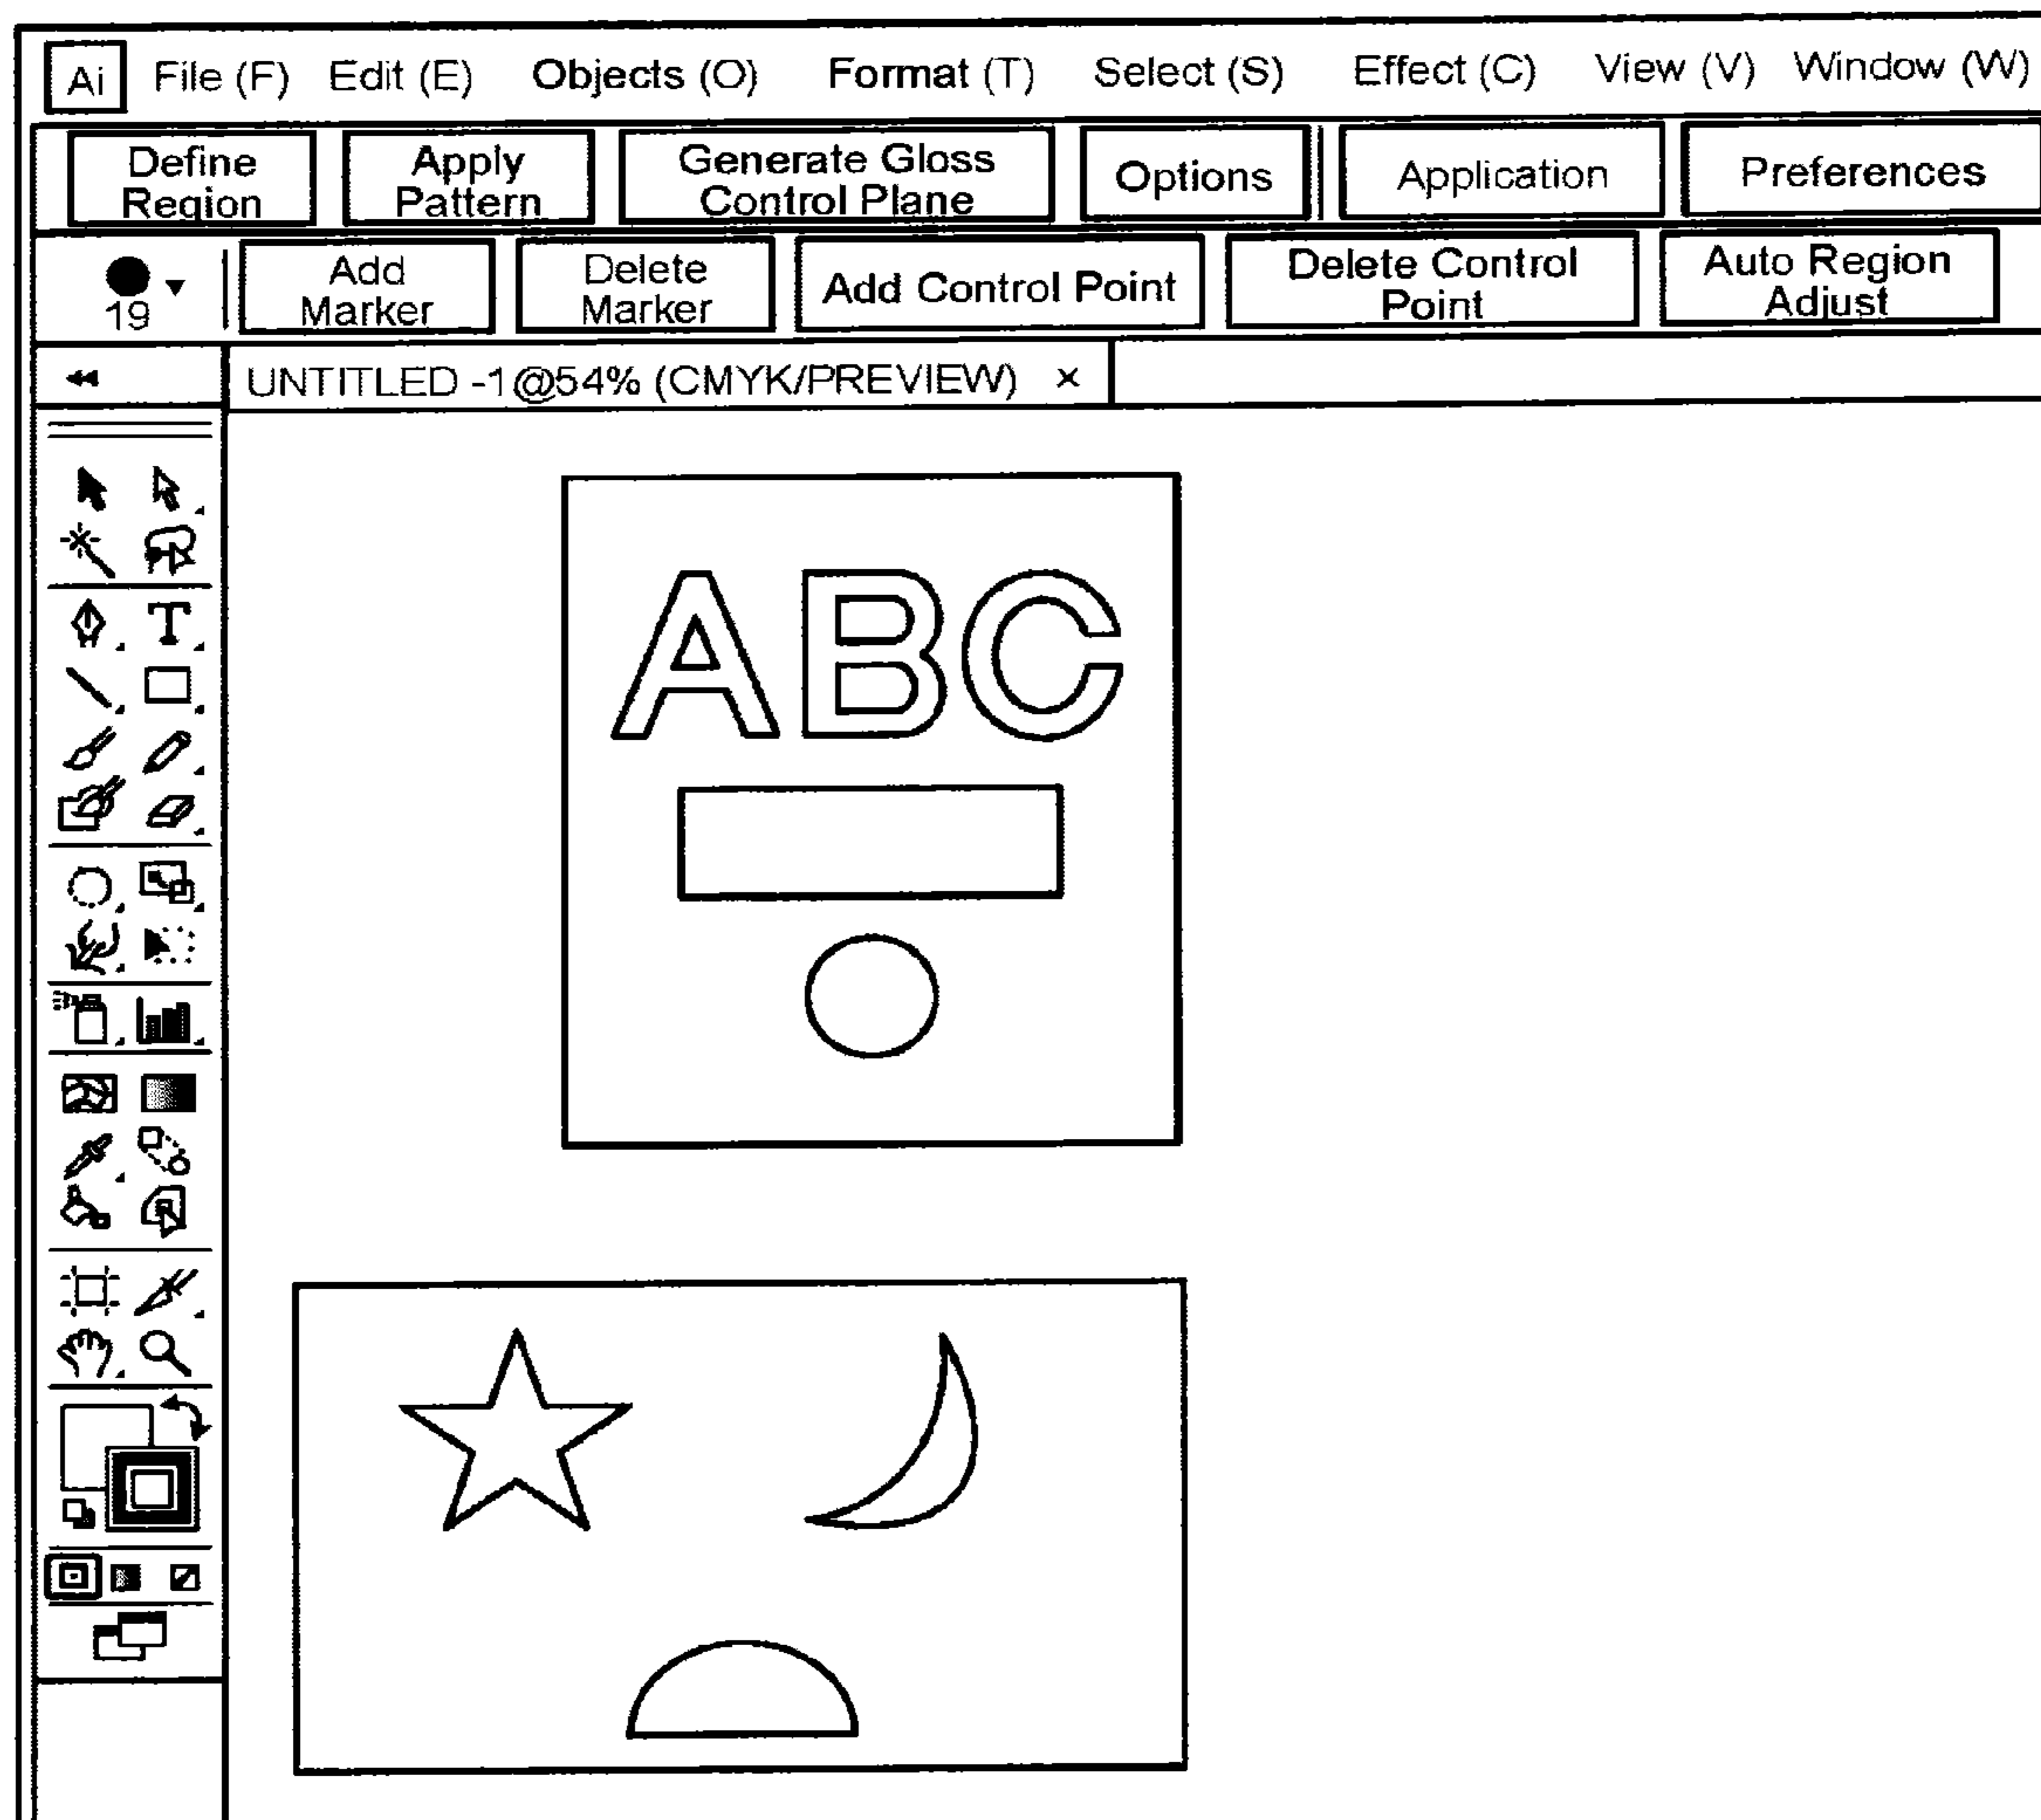 Ai File (F) Edit (E) Objects (O) Format (T) Select (S) Effect (C) View (V) Window (W)
Define
Region
Apply
Pattern
Generate Gloss
Control Plane
Options
Application
Preferences
19
Add
Marker
Delete
Marker
Add Control Point
Delete Control
Point
Auto Region
Adjust
UNTITLED -1@54% (CMYK/PREVIEW) ×
T
ABC